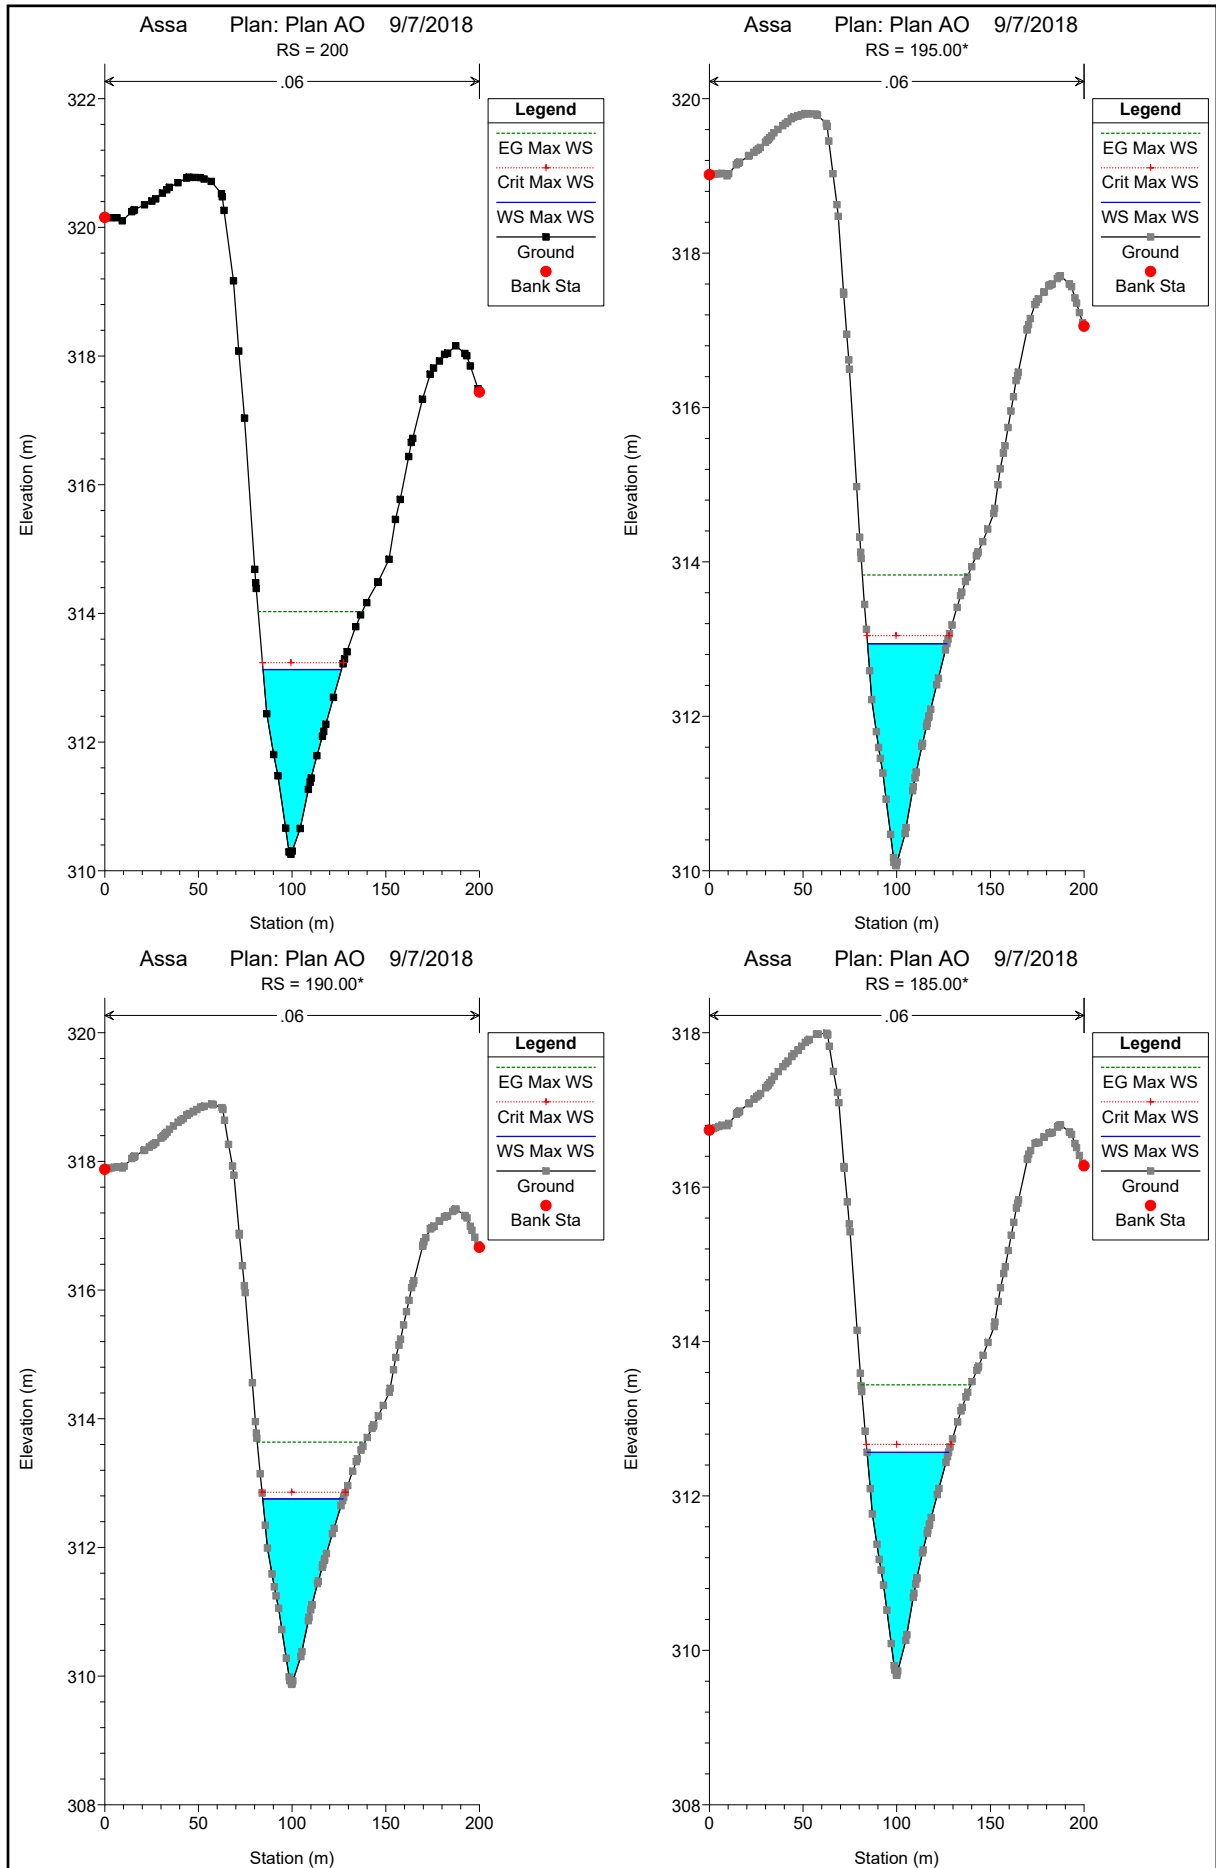 Assa Plan: Plan AO 9/7/2018
RS = 200
.06
322
320
318
316
314
312
310
Elevation (m)
0 50 100 150 200
Station (m)
Legend
EG Max WS
Crit Max WS
WS Max WS
Ground
Bank Sta
Assa Plan: Plan AO 9/7/2018
RS = 195.00*
.06
320
318
316
314
312
310
Elevation (m)
0 50 100 150 200
Station (m)
Legend
EG Max WS
Crit Max WS
WS Max WS
Ground
Bank Sta
Assa Plan: Plan AO 9/7/2018
RS = 190.00*
.06
320
318
316
314
312
310
308
Elevation (m)
0 50 100 150 200
Station (m)
Legend
EG Max WS
Crit Max WS
WS Max WS
Ground
Bank Sta
Assa Plan: Plan AO 9/7/2018
RS = 185.00*
.06
318
316
314
312
310
308
Elevation (m)
0 50 100 150 200
Station (m)
Legend
EG Max WS
Crit Max WS
WS Max WS
Ground
Bank Sta